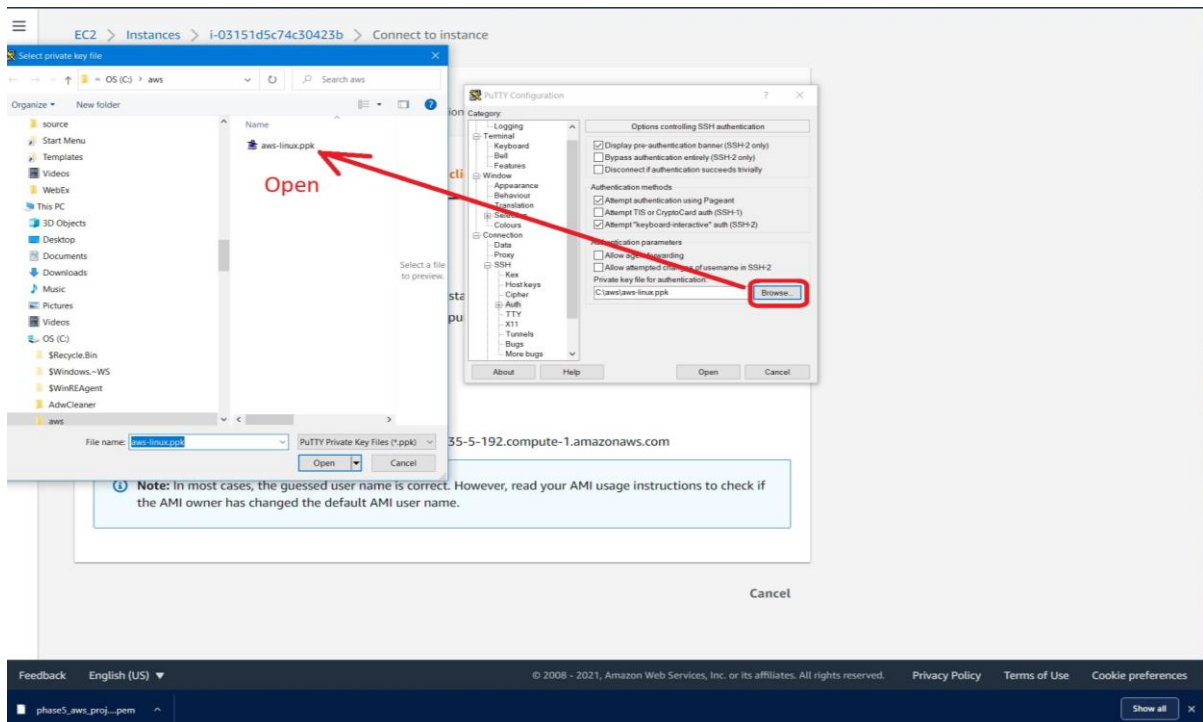 EC2 > Instances > i-03151d5c74c30423b > Connect to instance
Select private key file
« OS (C:) > aws
Search aws
Organize
New folder
source
Start Menu
Templates
Videos
WebEx
This PC
3D Objects
Desktop
Documents
Downloads
Music
Pictures
Videos
OS (C:)
$Recycle.Bin
$Windows.~WS
$WinREAgent
AdwCleaner
aws
Name
aws-linux.ppk
Open
Select a file
to preview.
File name:
aws-linux.ppk
PuTTY Private Key Files (*.ppk)
Open
Cancel
ion
cli
sta
pu
PuTTY Configuration
? ×
Category:
Logging
Terminal
Keyboard
Bell
Features
Window
Appearance
Behaviour
Translation
Selection
Colours
Connection
Data
Proxy
SSH
Kex
Host keys
Cipher
Auth
TTY
X11
Tunnels
Bugs
More bugs
Options controlling SSH authentication
Display pre-authentication banner (SSH-2 only)
Bypass authentication entirely (SSH-2 only)
Disconnect if authentication succeeds trivially
Authentication methods
Attempt authentication using Pageant
Attempt TIS or CryptoCard auth (SSH-1)
Attempt "keyboard-interactive" auth (SSH-2)
Authentication parameters
Allow agent forwarding
Allow attempted changes of username in SSH-2
Private key file for authentication:
C:\aws\aws-linux.ppk
Browse...
About
Help
Open
Cancel
35-5-192.compute-1.amazonaws.com
Note: In most cases, the guessed user name is correct. However, read your AMI usage instructions to check if
the AMI owner has changed the default AMI user name.
Cancel
Feedback
English (US)
© 2008 - 2021, Amazon Web Services, Inc. or its affiliates. All rights reserved.
Privacy Policy
Terms of Use
Cookie preferences
phase5_aws_proj....pem
Show all